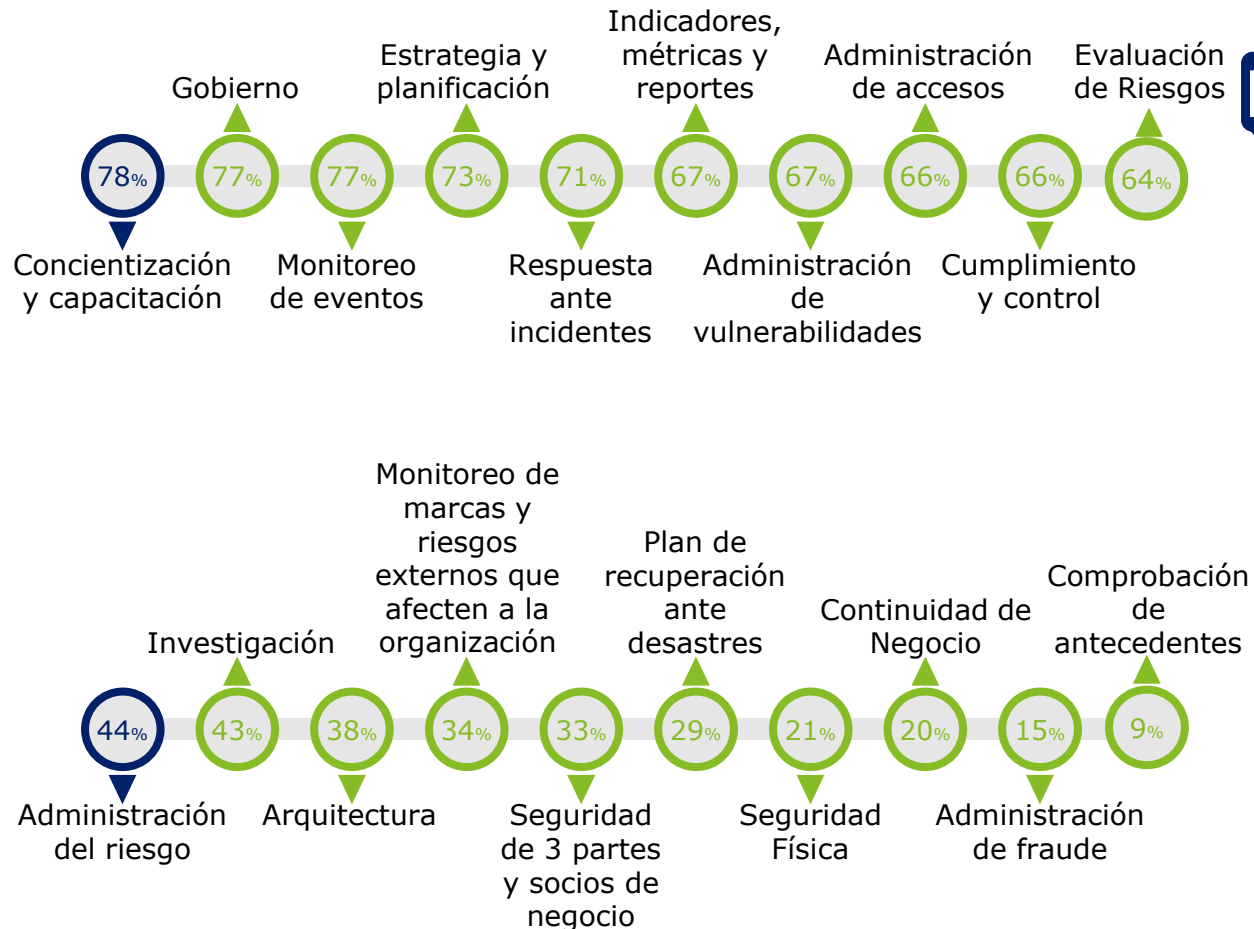 Gobierno
Estrategia y
planificación
Indicadores,
métricas y
reportes
Administración
de accesos
Evaluación
de Riesgos
78%
77%
77%
73%
71%
67%
67%
66%
66%
64%
Concientización
y capacitación
Monitoreo
de eventos
Respuesta
ante
incidentes
Administración
de
vulnerabilidades
Cumplimiento
y control
Investigación
Monitoreo de
marcas y
riesgos
externos que
afecten a la
organización
Plan de
recuperación
ante
desastres
Continuidad de
Negocio
Comprobación
de
antecedentes
44%
43%
38%
34%
33%
29%
21%
20%
15%
9%
Administración
del riesgo
Arquitectura
Seguridad
de 3 partes
y socios de
negocio
Seguridad
Física
Administración
de fraude